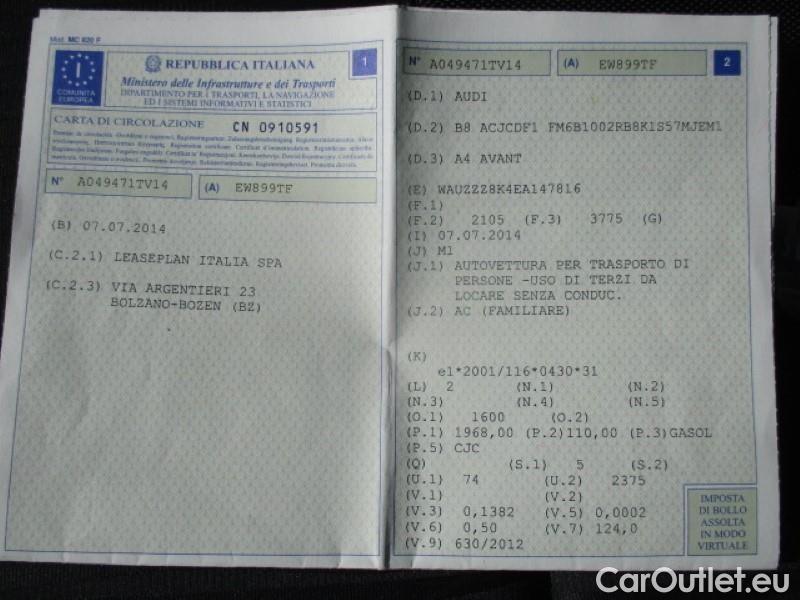 Mod. MC 820 F
I
COMUNITÀ
EUROPEA
REPUBBLICA ITALIANA
1
Ministero delle Infrastrutture e dei Trasporti
DIPARTIMENTO PER I TRASPORTI, LA NAVIGAZIONE
ED I SISTEMI INFORMATIVI E STATISTICI
CARTA DI CIRCOLAZIONE CN 0910591
N° A049471TV14 (A) EW899TF
(B) 07.07.2014
(C.2.1) LEASEPLAN ITALIA SPA
(C.2.3) VIA ARGENTIERI 23
BOLZANO-BOZEN (BZ)
N° A049471TV14 (A) EW899TF 2
(D.1) AUDI
(D.2) B8 ACJCDF1 FM6B1002RB8K1S57MJEM1
(D.3) A4 AVANT
(E) WAUZZZ8K4EA147816
(F.1)
(F.2) 2105 (F.3) 3775 (G)
(I) 07.07.2014
(J) M1
(J.1) AUTOVETTURA PER TRASPORTO DI
PERSONE -USO DI TERZI DA
LOCARE SENZA CONDUC.
(J.2) AC (FAMILIARE)
(K)
e1*2001/116*0430*31
(L) 2 (N.1) (N.2)
(N.3) (N.4) (N.5)
(O.1) 1600 (O.2)
(P.1) 1968,00 (P.2)110,00 (P.3)GASOL
(P.5) CJC
(Q) (S.1) 5 (S.2)
(U.1) 74 (U.2) 2375
(V.1) (V.2)
(V.3) 0,1382 (V.5) 0,0002
(V.6) 0,50 (V.7) 124,0
(V.9) 630/2012
IMPOSTA
DI BOLLO
ASSOLTA
IN MODO
VIRTUALE
CarOutlet.eu